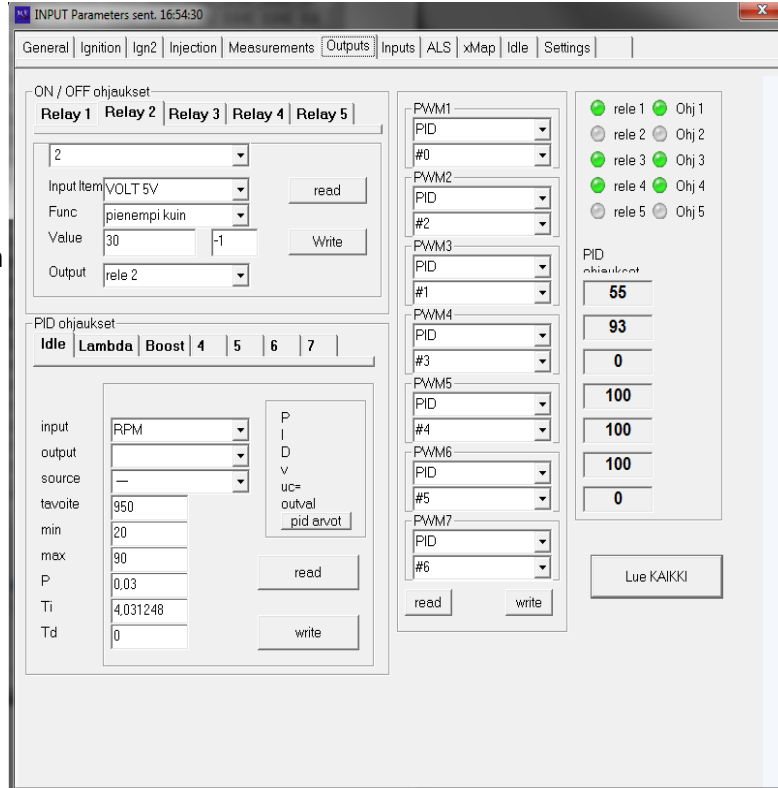 INPUT Parameters sent. 16:54:30
X
General Ignition Ign2 Injection Measurements Outputs Inputs ALS xMap Idle Settings
ON / OFF ohjaukset
Relay 1 Relay 2 Relay 3 Relay 4 Relay 5
2
Input Item VOLT 5V read
Func pienempi kuin
Value 30 -1 Write
Output rele 2
PID ohjaukset
Idle Lambda Boost 4 5 6 7
input RPM
output
source ---
tavoite 950
min 20
max 90
P 0,03
Ti 4,031248
Td 0
P
I
D
v
uc=
outval
pid arvot
read
write
PWM1
PID
#0
PWM2
PID
#2
PWM3
PID
#1
PWM4
PID
#3
PWM5
PID
#4
PWM6
PID
#5
PWM7
PID
#6
read write
rele 1 Ohj 1
rele 2 Ohj 2
rele 3 Ohj 3
rele 4 Ohj 4
rele 5 Ohj 5
PID
ohjaukset
55
93
0
100
100
100
0
Lue KAIKKI